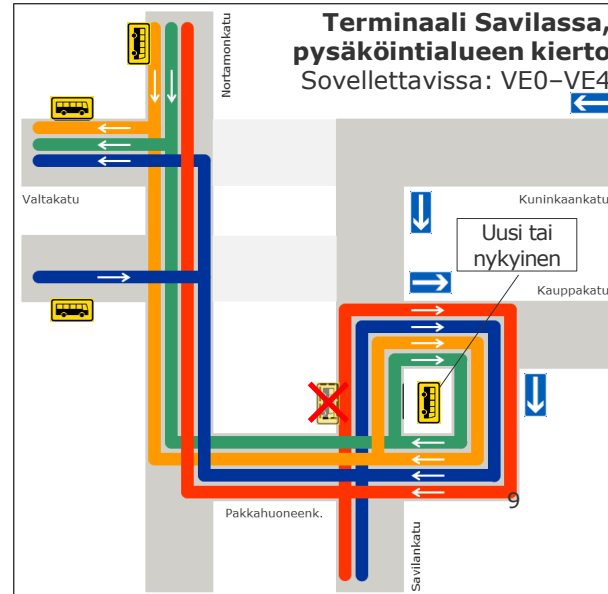 Terminaali Savilassa,
pysäköintialueen kierto
Sovellettavissa: VE0–VE4
Nortamonkatu
Valtakatu
Kuninkaankatu
Uusi tai
nykyinen
Kauppakatu
9
Pakkahuoneenk.
Savilankatu